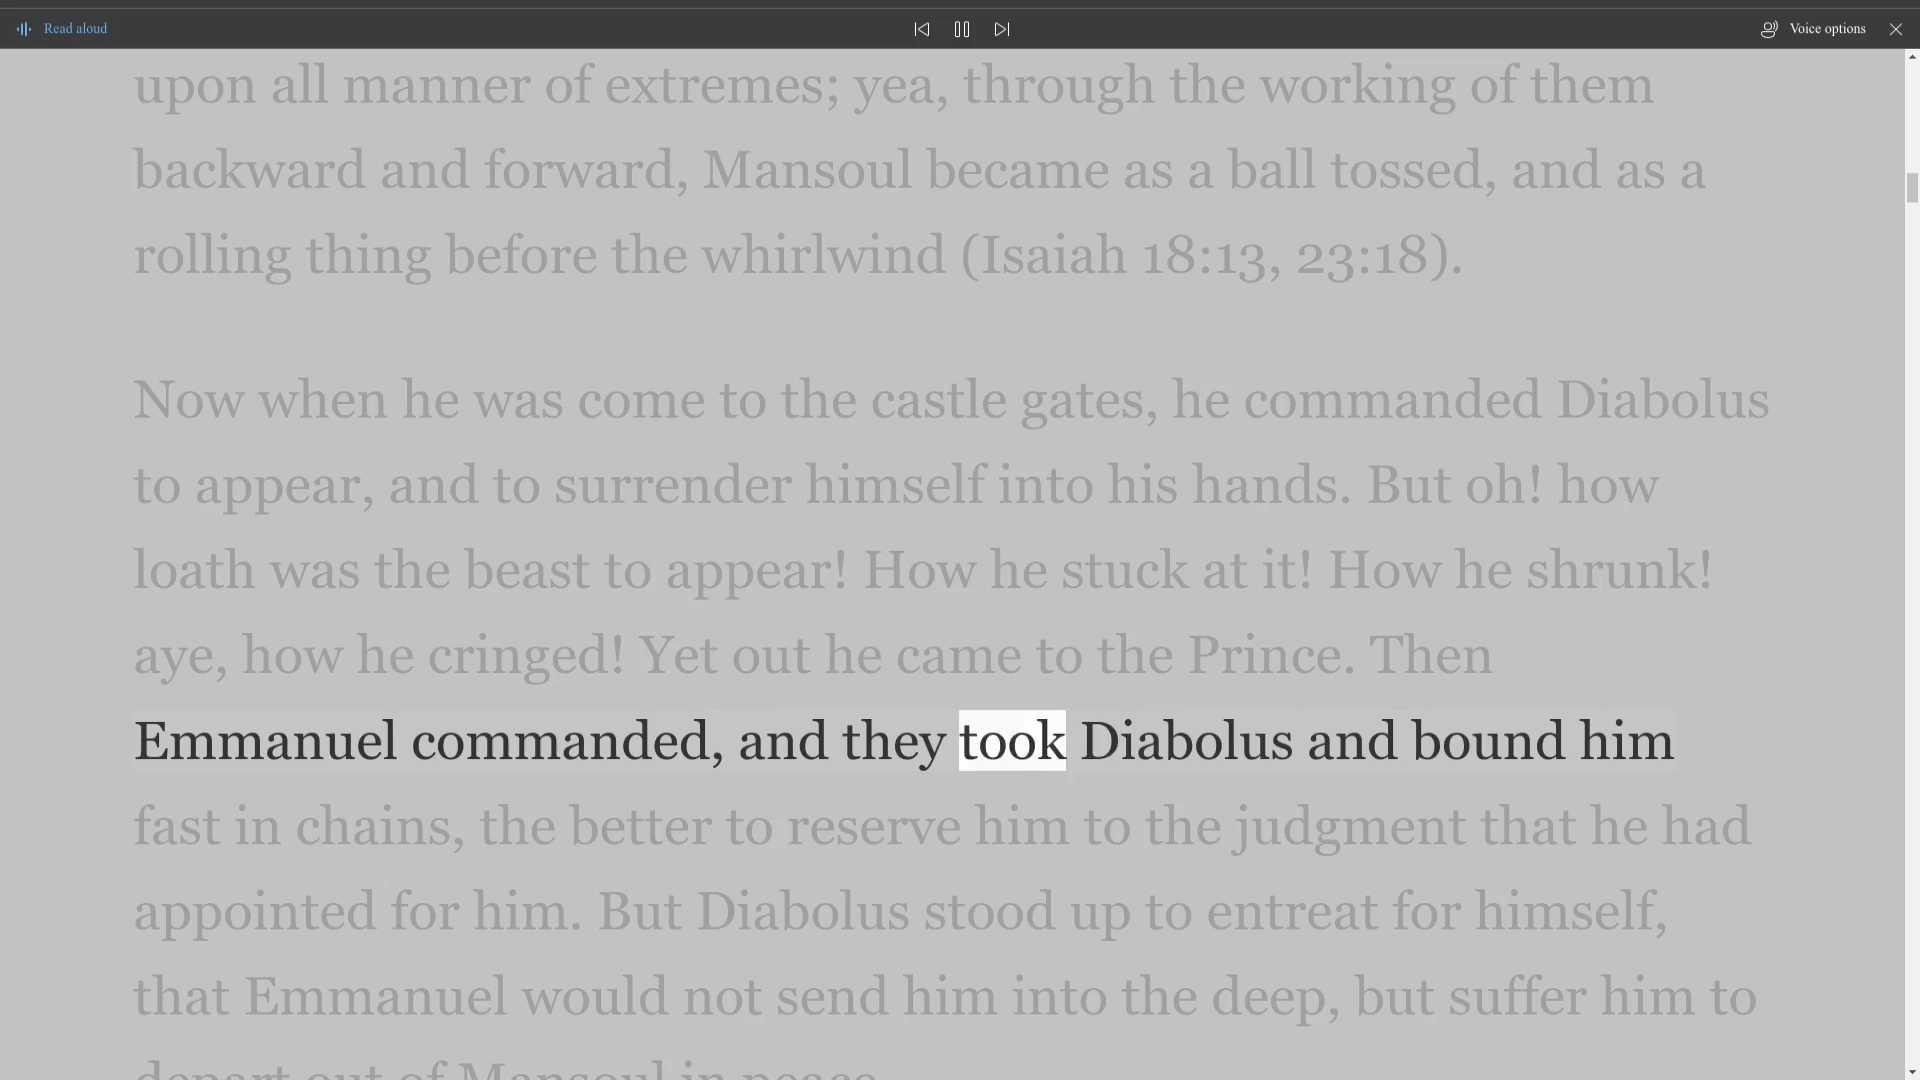 Read aloud
Voice options
upon all manner of extremes; yea, through the working of them
backward and forward, Mansoul became as a ball tossed, and as a
rolling thing before the whirlwind (Isaiah 18:13, 23:18).
Now when he was come to the castle gates, he commanded Diabolus
to appear, and to surrender himself into his hands. But oh! how
loath was the beast to appear! How he stuck at it! How he shrunk!
aye, how he cringed! Yet out he came to the Prince. Then
Emmanuel commanded, and they took Diabolus and bound him
fast in chains, the better to reserve him to the judgment that he had
appointed for him. But Diabolus stood up to entreat for himself,
that Emmanuel would not send him into the deep, but suffer him to
depart out of Mansoul in peace.